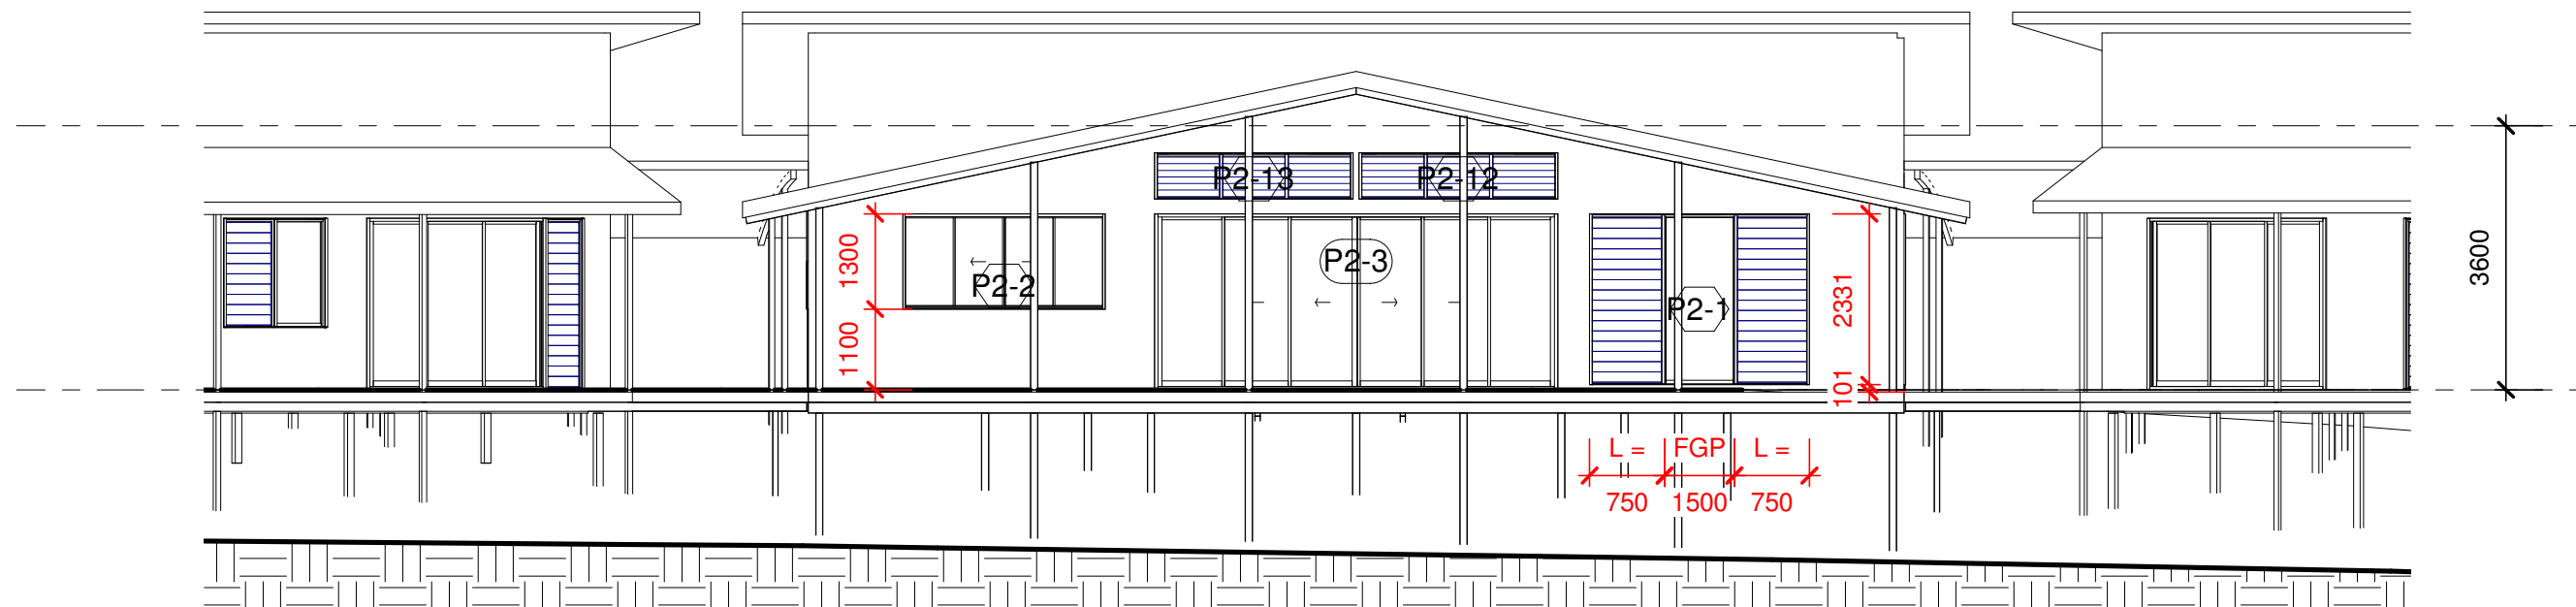 P2-13
P2-12
1300
P2-2
P2-3
P2-1
2331
3600
1100
101
L =
FGP
L =
750
1500
750